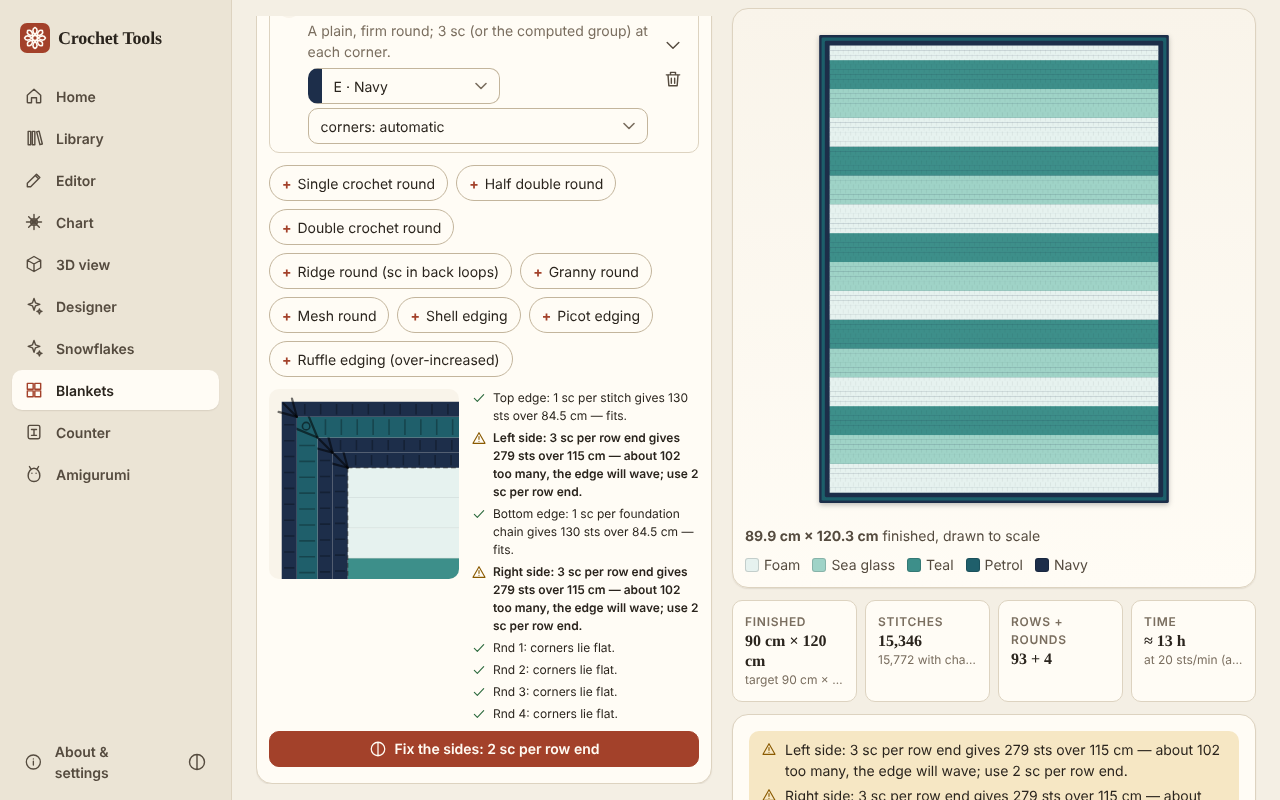 Crochet Tools
Home
Library
Editor
Chart
3D view
Designer
Snowflakes
Blankets
Counter
Amigurumi
About &
settings
A plain, firm round; 3 sc (or the computed group) at
each corner.
E · Navy
corners: automatic
+ Single crochet round
+ Half double round
+ Double crochet round
+ Ridge round (sc in back loops)
+ Granny round
+ Mesh round
+ Shell edging
+ Picot edging
+ Ruffle edging (over-increased)
Top edge: 1 sc per stitch gives 130
sts over 84.5 cm — fits.
Left side: 3 sc per row end gives
279 sts over 115 cm — about 102
too many, the edge will wave; use 2
sc per row end.
Bottom edge: 1 sc per foundation
chain gives 130 sts over 84.5 cm —
fits.
Right side: 3 sc per row end gives
279 sts over 115 cm — about 102
too many, the edge will wave; use 2
sc per row end.
Rnd 1: corners lie flat.
Rnd 2: corners lie flat.
Rnd 3: corners lie flat.
Rnd 4: corners lie flat.
Fix the sides: 2 sc per row end
89.9 cm × 120.3 cm finished, drawn to scale
Foam
Sea glass
Teal
Petrol
Navy
FINISHED
90 cm × 120
cm
target 90 cm × …
STITCHES
15,346
15,772 with cha…
ROWS +
ROUNDS
93 + 4
TIME
≈ 13 h
at 20 sts/min (a…
Left side: 3 sc per row end gives 279 sts over 115 cm — about 102
too many, the edge will wave; use 2 sc per row end.
Right side: 3 sc per row end gives 279 sts over 115 cm — about